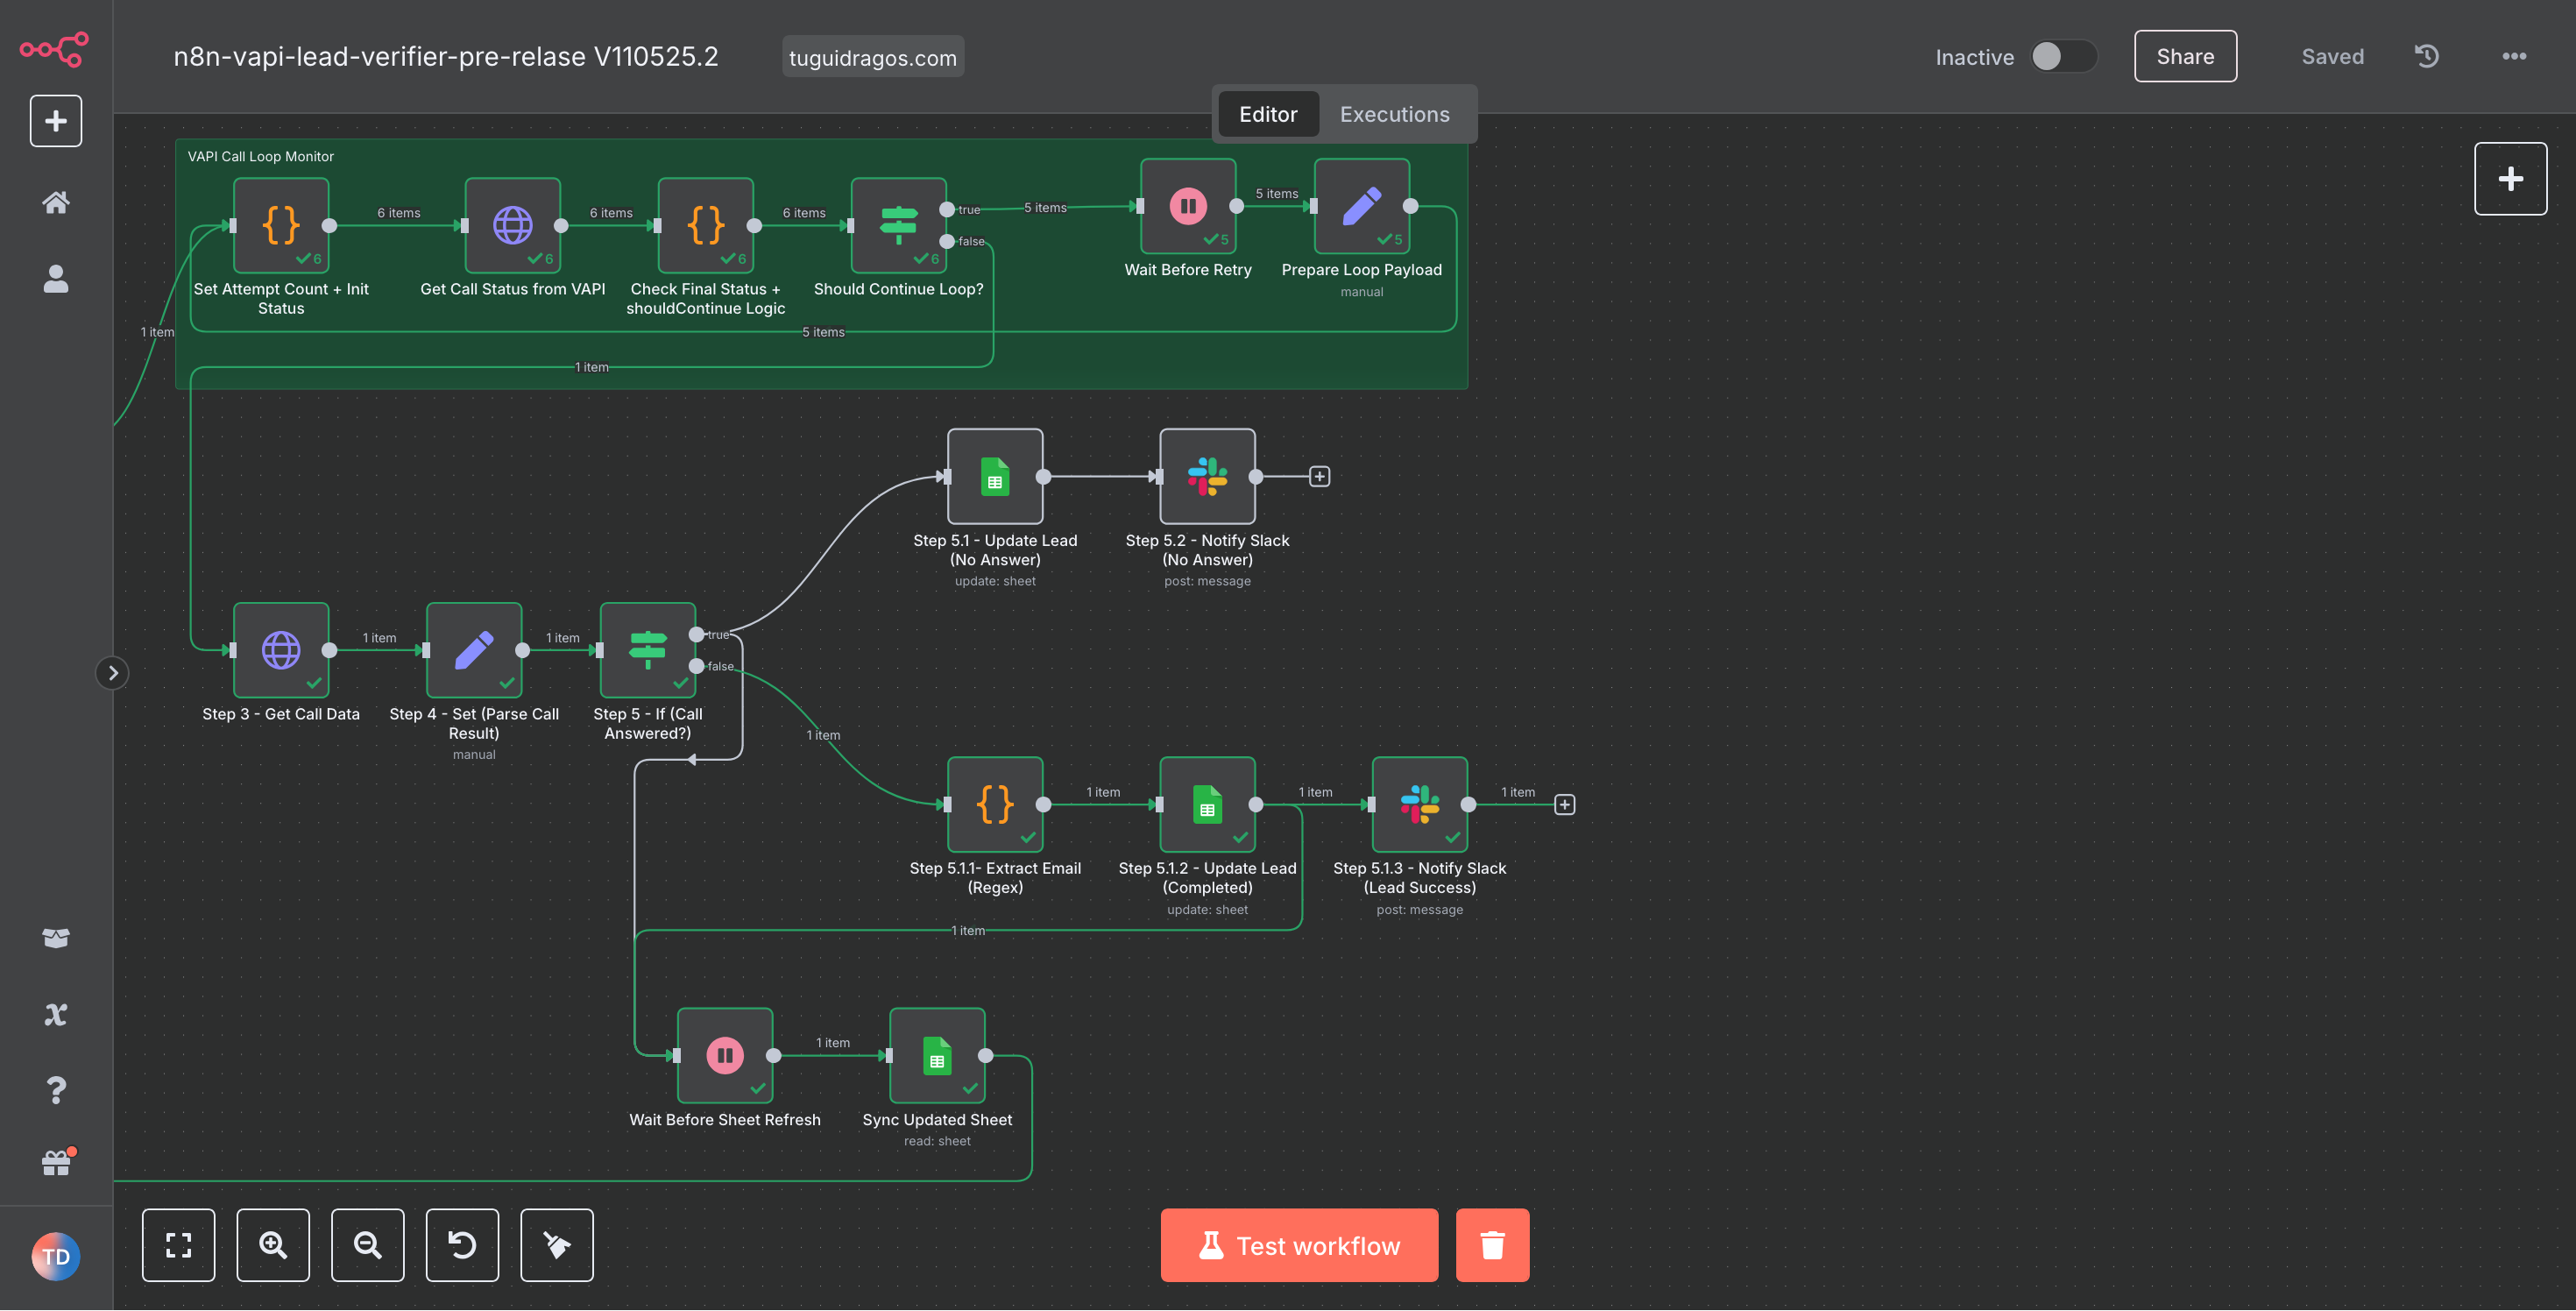 n8n-vapi-lead-verifier-pre-relase V110525.2
tuguidragos.com
Inactive
Share
Saved
Editor
Executions
VAPI Call Loop Monitor
6 items
6 items
6 items
true
false
5 items
5 items
6
6
6
6
5
5
Set Attempt Count + Init
Status
Get Call Status from VAPI
Check Final Status +
shouldContinue Logic
Should Continue Loop?
Wait Before Retry
Prepare Loop Payload
manual
1 item
5 items
1 item
Step 5.1 - Update Lead
(No Answer)
update: sheet
Step 5.2 - Notify Slack
(No Answer)
post: message
1 item
1 item
true
false
Step 3 - Get Call Data
Step 4 - Set (Parse Call
Result)
manual
Step 5 - If (Call
Answered?)
1 item
1 item
1 item
1 item
Step 5.1.1- Extract Email
(Regex)
Step 5.1.2 - Update Lead
(Completed)
update: sheet
Step 5.1.3 - Notify Slack
(Lead Success)
post: message
1 item
1 item
Wait Before Sheet Refresh
Sync Updated Sheet
read: sheet
TD
Test workflow